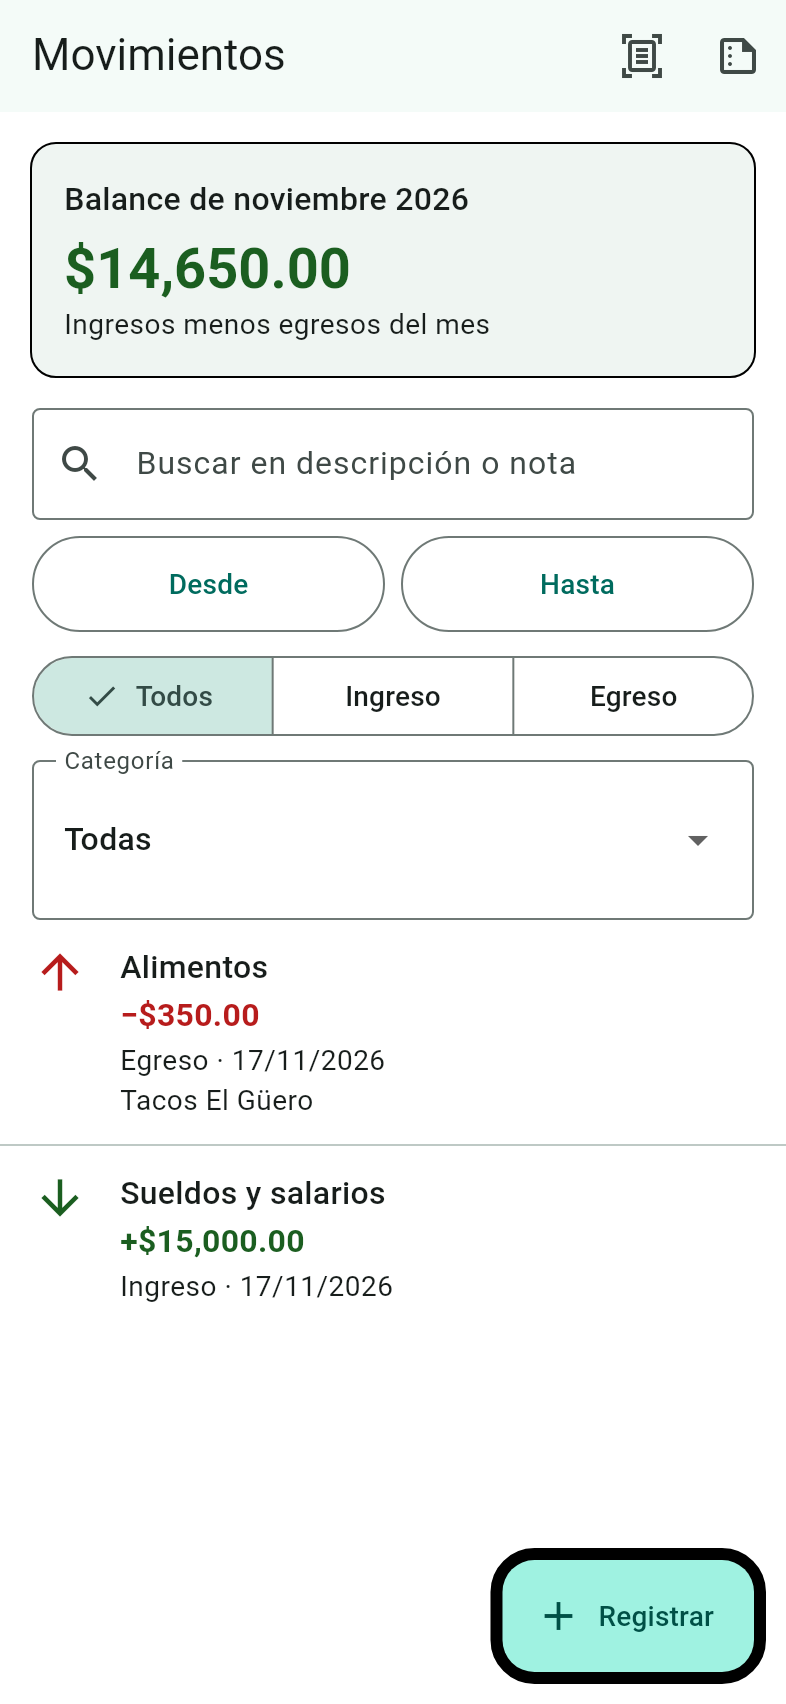 Movimientos
Balance de noviembre 2026
$14,650.00
Ingresos menos egresos del mes
Buscar en descripción o nota
Desde
Hasta
Todos
Ingreso
Egreso
Categoría
Todas
Alimentos
−$350.00
Egreso · 17/11/2026
Tacos El Güero
Sueldos y salarios
+$15,000.00
Ingreso · 17/11/2026
Registrar